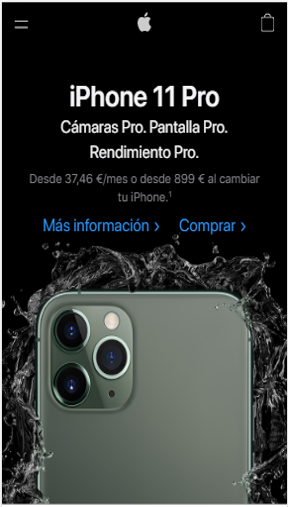 iPhone 11 Pro
Cámaras Pro. Pantalla Pro.
Rendimiento Pro.
Desde 37,46 €/mes o desde 899 € al cambiar
tu iPhone.¹
Más información › Comprar ›